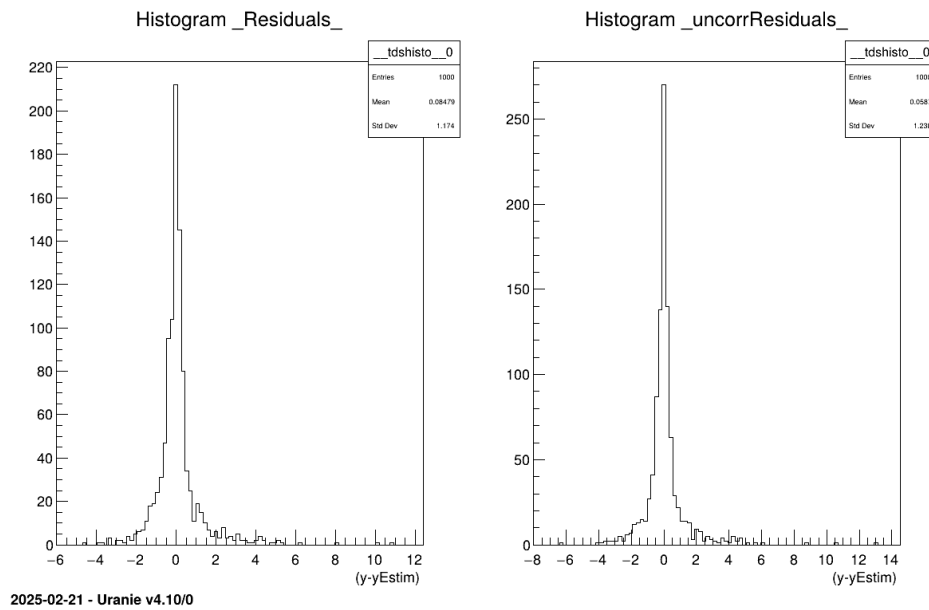 Histogram _Residuals_
__tdshisto__0
Entries 1000
Mean 0.08479
Std Dev 1.174
220
200
180
160
140
120
100
80
60
40
20
0
−6 −4 −2 0 2 4 6 8 10 12
(y-yEstim)
Histogram _uncorrResiduals_
__tdshisto__0
Entries
Mean
Std Dev
250
200
150
100
50
0
−8 −6 −4 −2 0 2 4 6 8 10 12 14
(y-yEstim)
2025-02-21 - Uranie v4.10/0